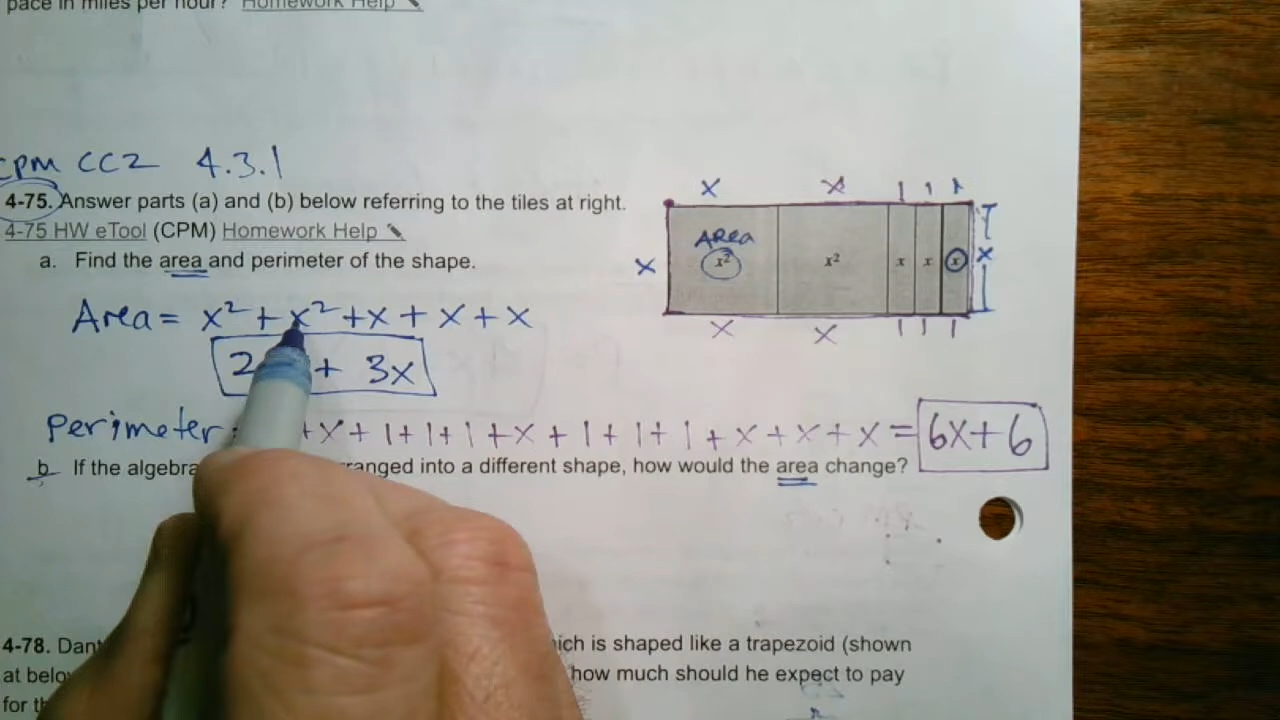 pace in miles per hour? Homework Help
CPM CC2 4.3.1
4-75. Answer parts (a) and (b) below referring to the tiles at right.
4-75 HW eTool (CPM) Homework Help
a. Find the area and perimeter of the shape.
Area = x² + x² + x + x + x
2 + 3x
Perimeter +x+1+1+1+x+1+1+1+x+x+x = 6x+6
b. If the algebra anged into a different shape, how would the area change?
x x 1 1 1
AReA
x x² x² x x x x
x x 1 1 1
4-78. Dant ich is shaped like a trapezoid (shown
at below how much should he expect to pay
for